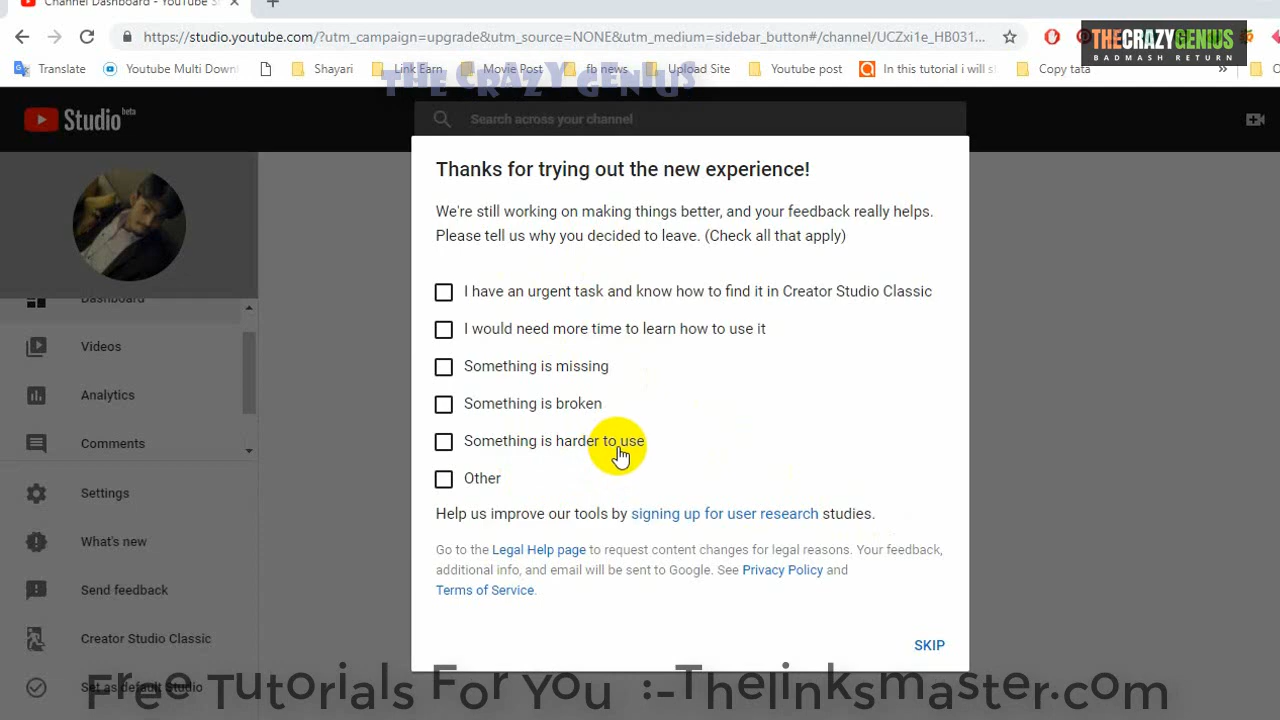 Channel Dashboard - YouTube S
https://studio.youtube.com/?utm_campaign=upgrade&utm_source=NONE&utm_medium=sidebar_button#/channel/UCZxi1e_HB031...
THECRAZYGENIUS
BADMASH RETURN
Translate
Youtube Multi Down
Shayari
Link Earn
Movie Post
fb news
Upload Site
Youtube post
In this tutorial i will s
Copy tata
»
THE CRAZY GENIUS
Studio beta
Search across your channel
Thanks for trying out the new experience!
We're still working on making things better, and your feedback really helps.
Please tell us why you decided to leave. (Check all that apply)
I have an urgent task and know how to find it in Creator Studio Classic
I would need more time to learn how to use it
Something is missing
Something is broken
Something is harder to use
Other
Help us improve our tools by signing up for user research studies.
Go to the Legal Help page to request content changes for legal reasons. Your feedback,
additional info, and email will be sent to Google. See Privacy Policy and
Terms of Service.
SKIP
Dashboard
Videos
Analytics
Comments
Settings
What's new
Send feedback
Creator Studio Classic
Set as default Studio
Free Tutorials For You :-Thelinksmaster.com